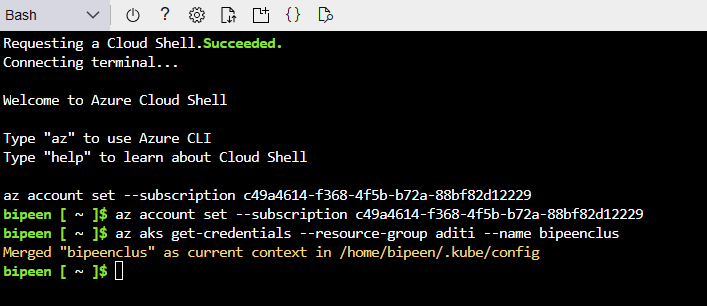 Bash
Requesting a Cloud Shell.Succeeded.
Connecting terminal...
Welcome to Azure Cloud Shell
Type "az" to use Azure CLI
Type "help" to learn about Cloud Shell
az account set --subscription c49a4614-f368-4f5b-b72a-88bf82d12229
bipeen [ ~ ]$ az account set --subscription c49a4614-f368-4f5b-b72a-88bf82d12229
bipeen [ ~ ]$ az aks get-credentials --resource-group aditi --name bipeenclus
Merged "bipeenclus" as current context in /home/bipeen/.kube/config
bipeen [ ~ ]$